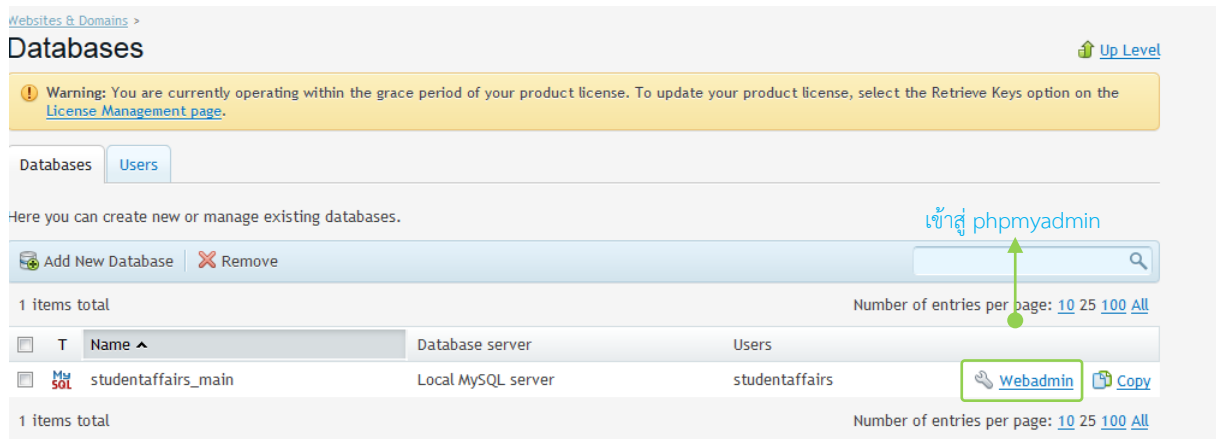 Websites & Domains >
Databases
Up Level
Warning: You are currently operating within the grace period of your product license. To update your product license, select the Retrieve Keys option on the
License Management page.
Databases Users
Here you can create new or manage existing databases.
เข้าสู่ phpmyadmin
Add New Database Remove
1 items total Number of entries per page: 10 25 100 All
T Name Database server Users
MySQL studentaffairs_main Local MySQL server studentaffairs Webadmin Copy
1 items total Number of entries per page: 10 25 100 All